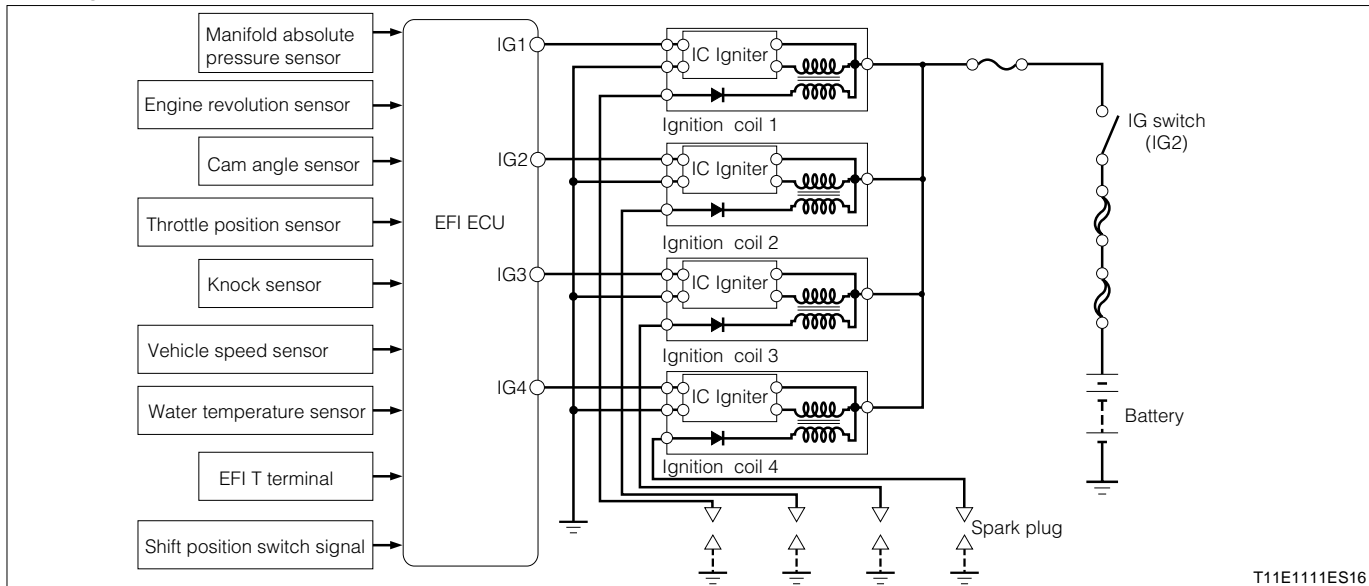 Manifold absolute
pressure sensor
Engine revolution sensor
Cam angle sensor
Throttle position sensor
Knock sensor
Vehicle speed sensor
Water temperature sensor
EFI T terminal
Shift position switch signal
EFI ECU
IG1
IG2
IG3
IG4
IC Igniter
Ignition coil 1
IC Igniter
Ignition coil 2
IC Igniter
Ignition coil 3
IC Igniter
Ignition coil 4
Spark plug
IG switch
(IG2)
Battery
T11E1111ES16